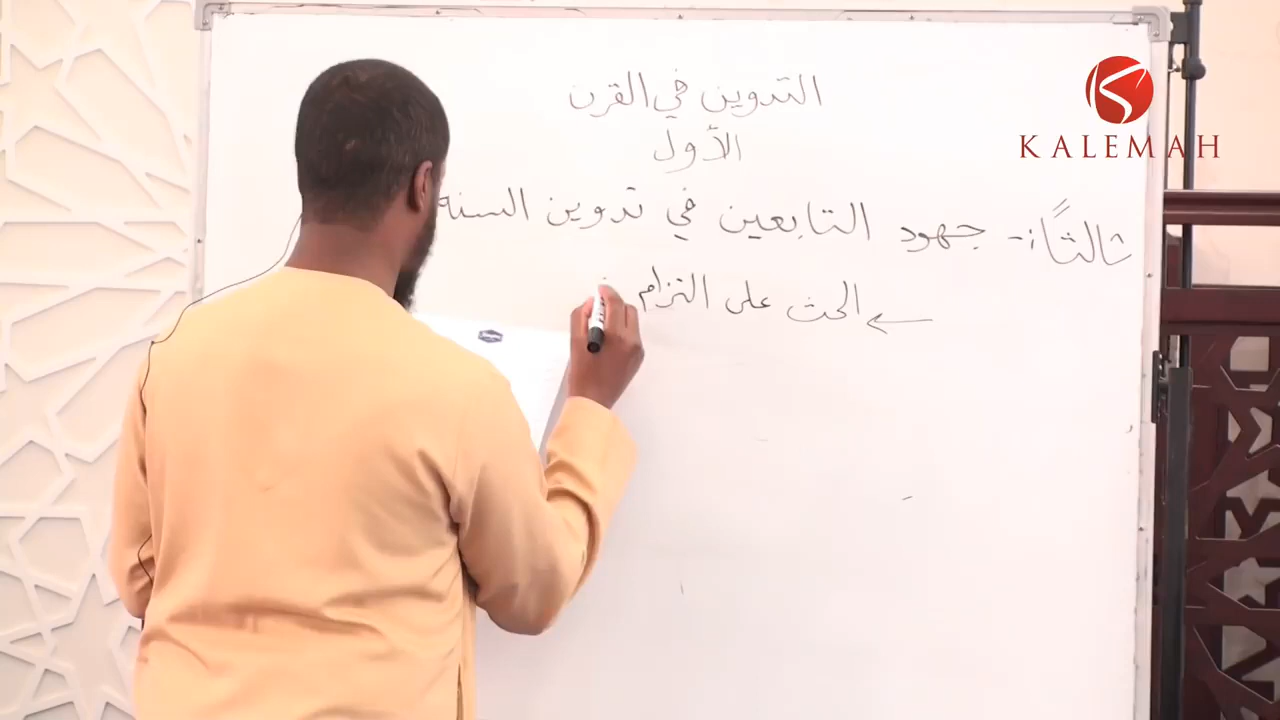 KALEMAH
التدوين في القرن
الأول
ثالثاً:- جهود التابعين في تدوين السنة
← الحث على التزام